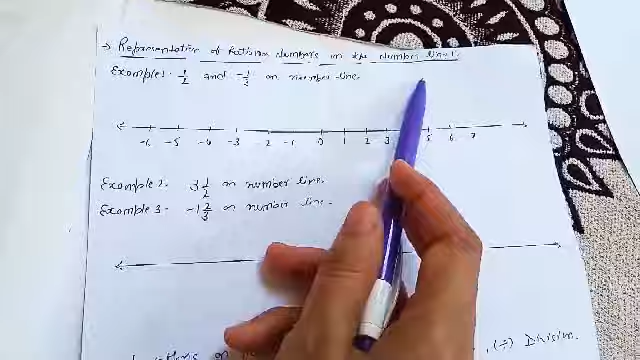 → Representation of Rational Numbers on the number line.
Example 1. 1/2 and -1/3 on number line.
-6 -5 -4 -3 -2 -1 0 1 2 3 5 6 7
Example 2. 3 1/2 on number line.
Example 3. -1 2/3 on number line.
(÷) Division.